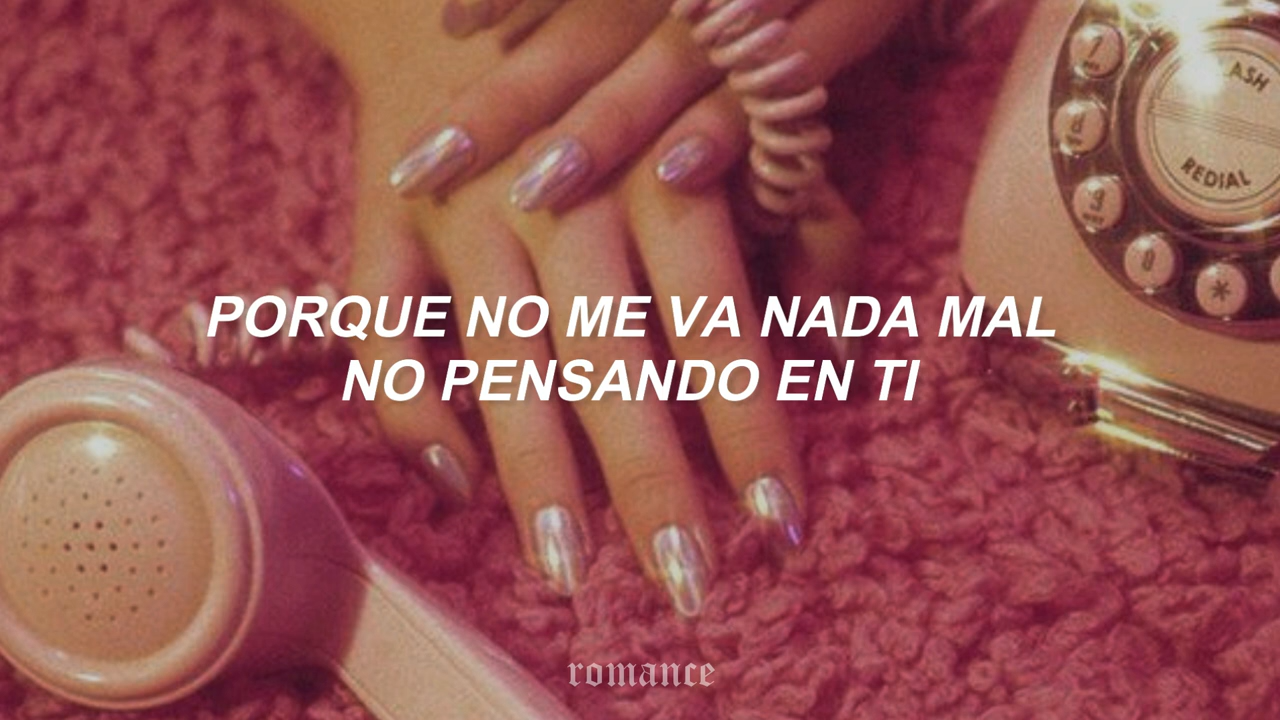 PORQUE NO ME VA NADA MAL
NO PENSANDO EN TI
ASH
REDIAL
*
romance